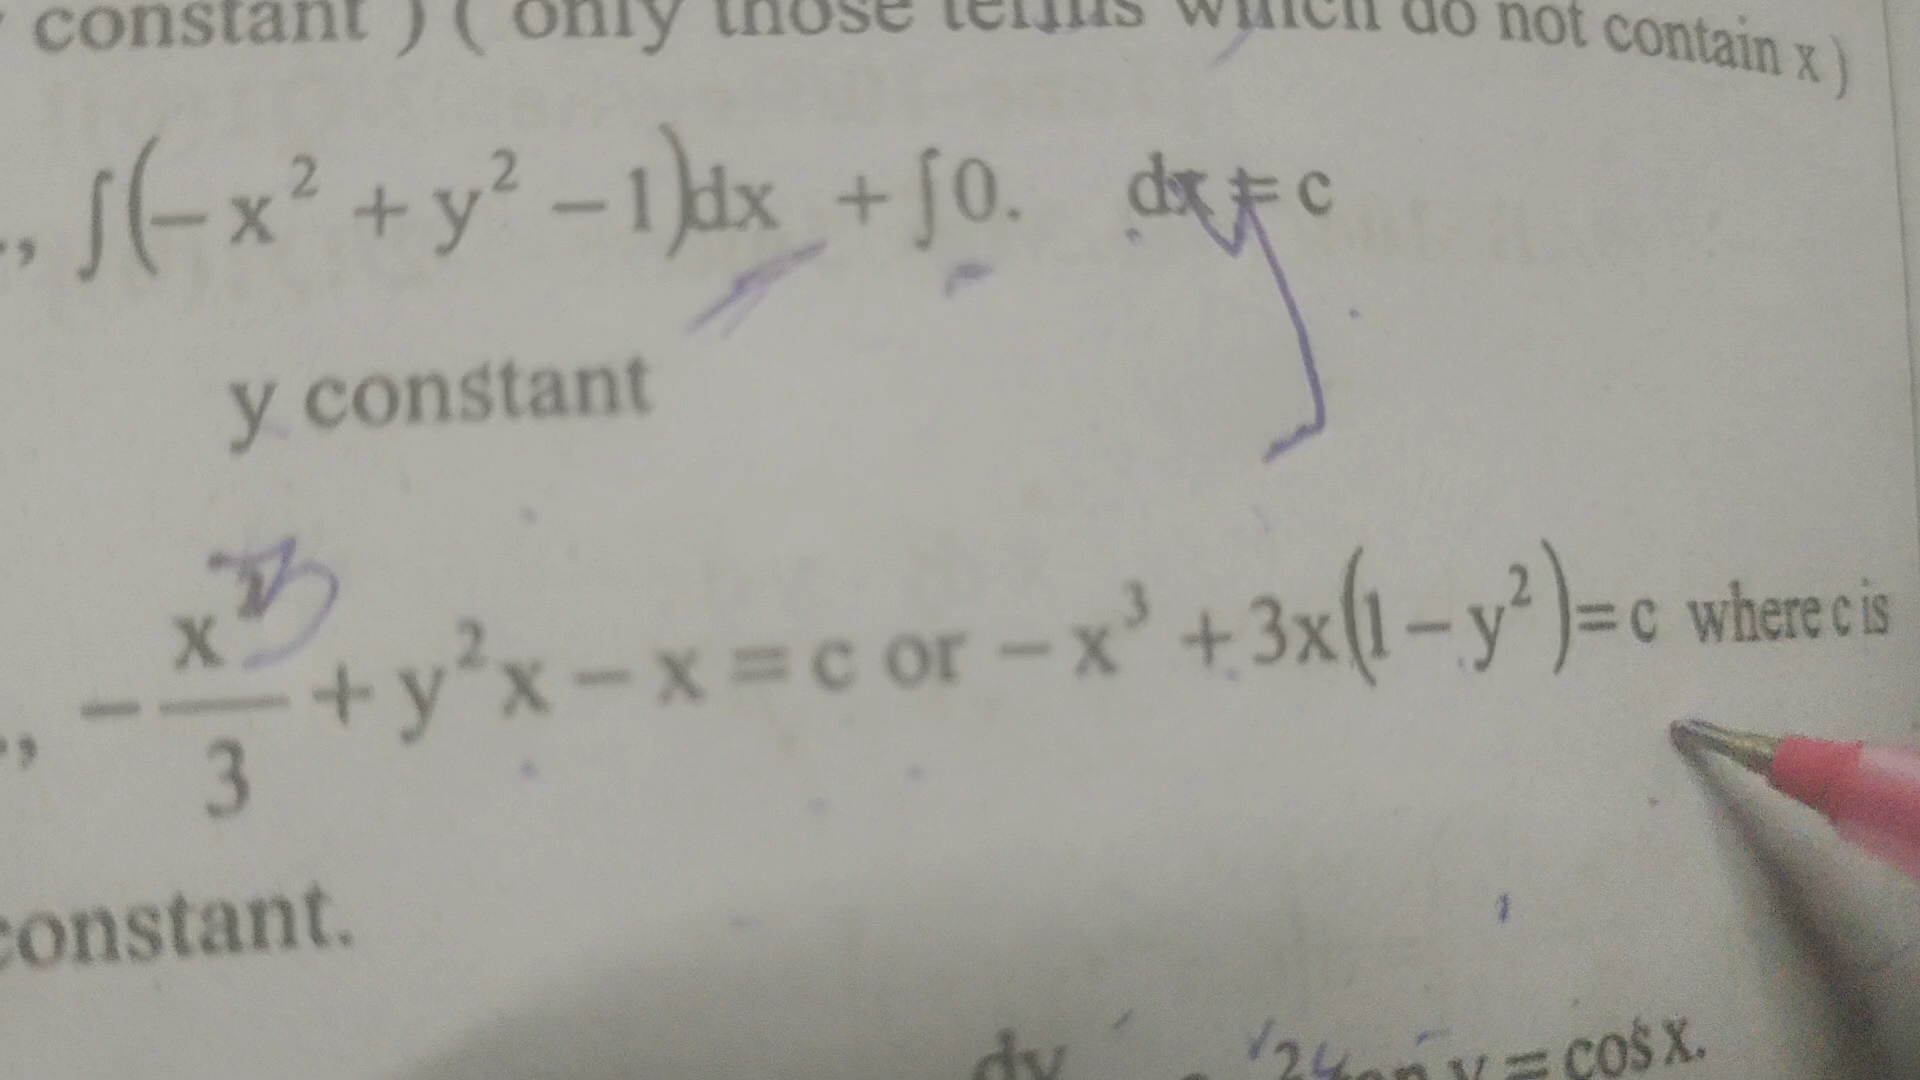 constant ) ( only those terms which do not contain x )
., ∫(-x² + y² - 1)dx + ∫0. dx = c
y constant
., -x³/3 + y²x - x = c or -x³ + 3x(1 - y²) = c where c is
constant.
dy y = cos x.